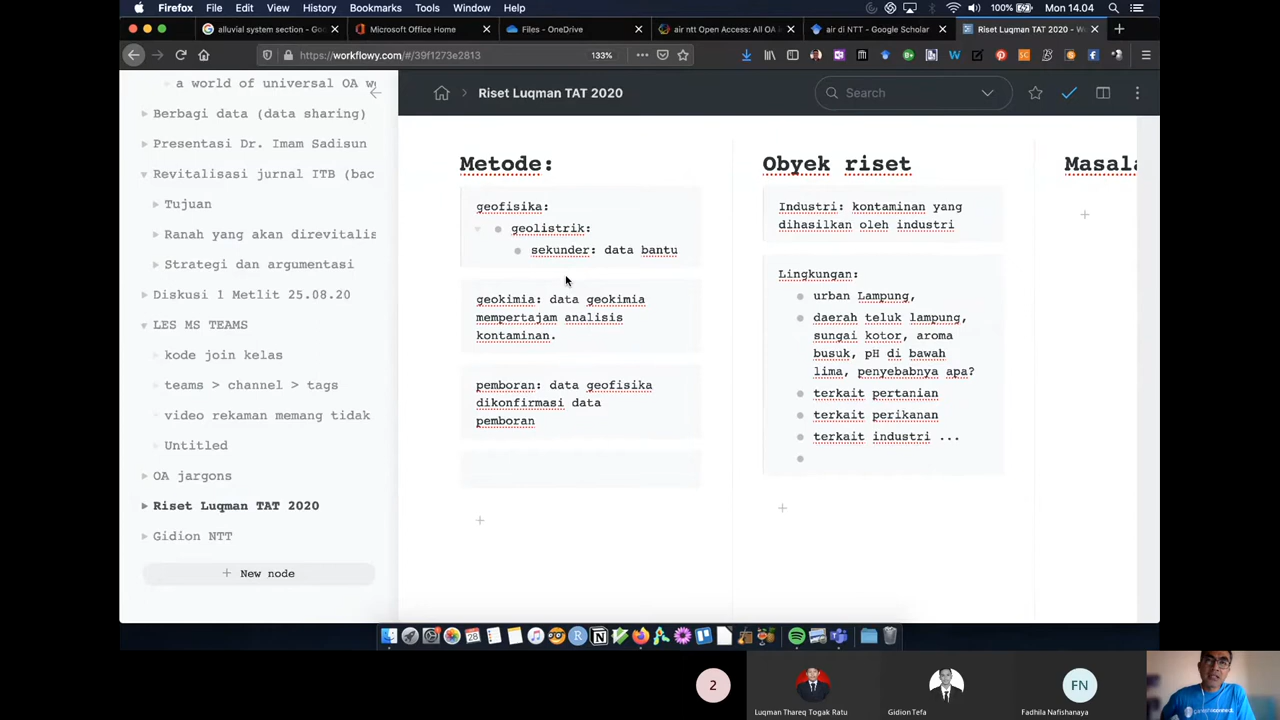 Firefox File Edit View History Bookmarks Tools Window Help
100% Mon 14.04
alluvial system section - Go
Microsoft Office Home
Files - OneDrive
air ntt Open Access: All OA
air di NTT - Google Scholar
Riset Luqman TAT 2020 - W
https://workflowy.com/#/39f1273e2813
133%
a world of universal OA w
Berbagi data (data sharing)
Presentasi Dr. Imam Sadisun
Revitalisasi jurnal ITB (bac
Tujuan
Ranah yang akan direvitalis
Strategi dan argumentasi
Diskusi 1 Metlit 25.08.20
LES MS TEAMS
kode join kelas
teams > channel > tags
video rekaman memang tidak
Untitled
OA jargons
Riset Luqman TAT 2020
Gidion NTT
+ New node
Riset Luqman TAT 2020
Search
Metode:
geofisika:
geolistrik:
sekunder: data bantu
geokimia: data geokimia
mempertajam analisis
kontaminan.
pemboran: data geofisika
dikonfirmasi data
pemboran
Obyek riset
Industri: kontaminan yang
dihasilkan oleh industri
Lingkungan:
urban Lampung,
daerah teluk lampung,
sungai kotor, aroma
busuk, pH di bawah
lima, penyebabnya apa?
terkait pertanian
terkait perikanan
terkait industri ...
Masala
28
2
Luqman Thareq Togak Ratu
Gidion Tefa
FN
Fadhila Nafishanaya